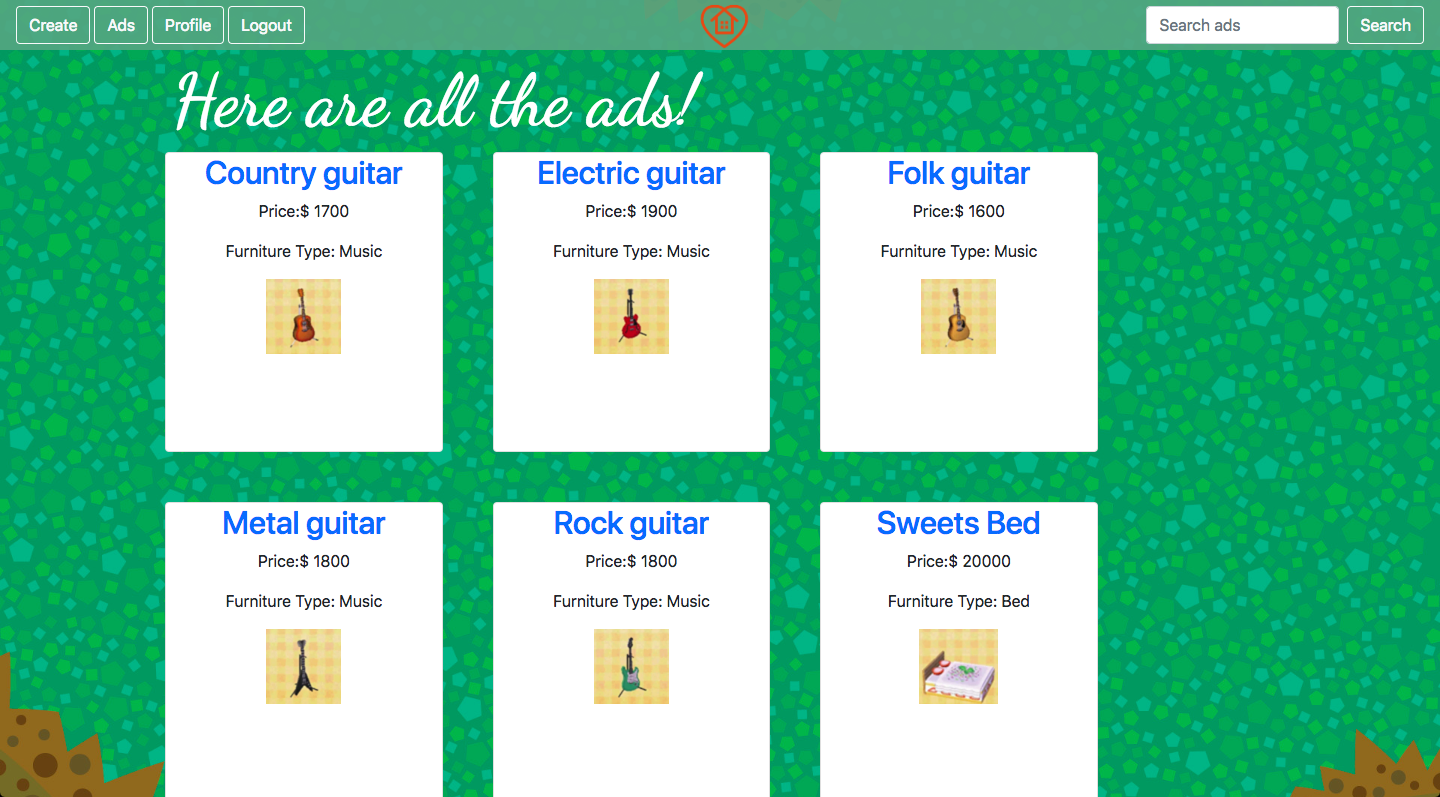 Create Ads Profile Logout Search ads Search
Here are all the ads!
Country guitar Electric guitar Folk guitar
Price:$ 1700 Price:$ 1900 Price:$ 1600
Furniture Type: Music Furniture Type: Music Furniture Type: Music
Metal guitar Rock guitar Sweets Bed
Price:$ 1800 Price:$ 1800 Price:$ 20000
Furniture Type: Music Furniture Type: Music Furniture Type: Bed